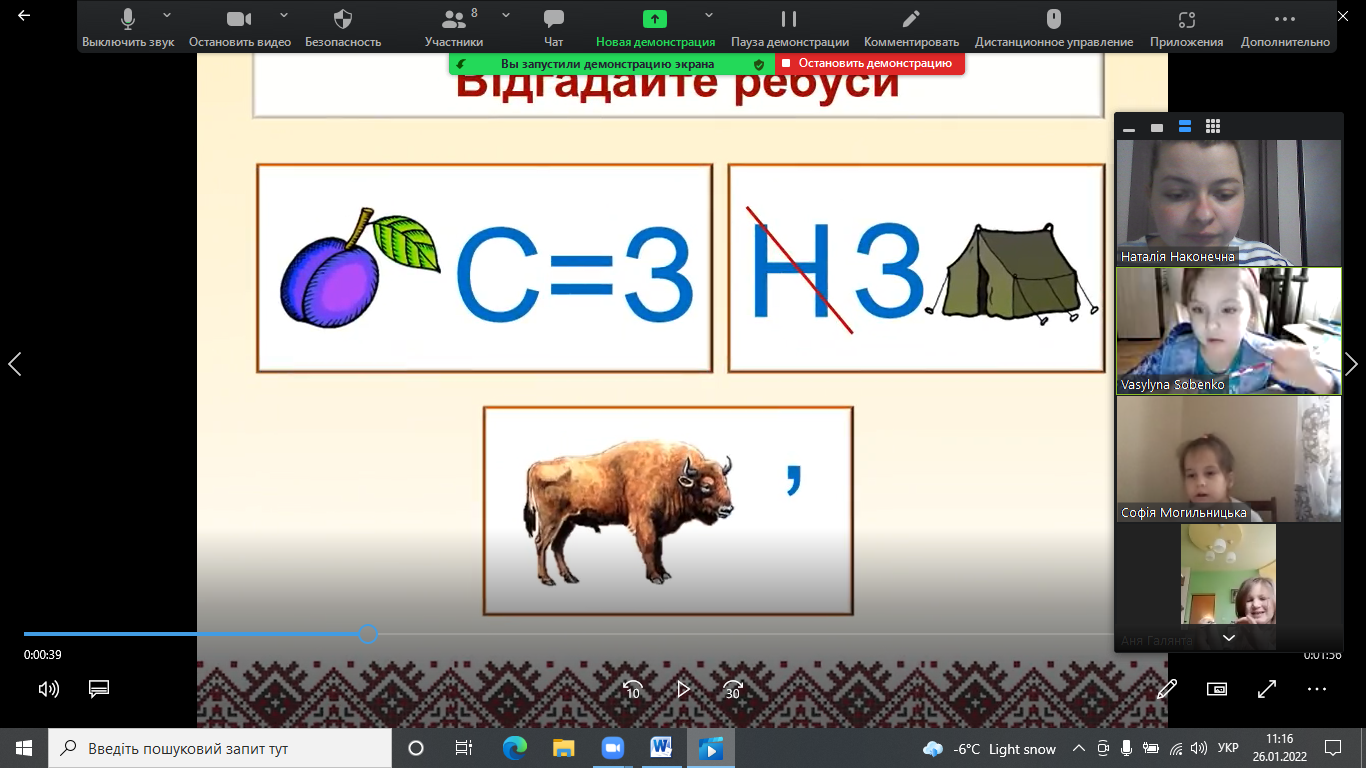 Выключить звук
Остановить видео
Безопасность
Участники
8
Чат
Новая демонстрация
Пауза демонстрации
Комментировать
Дистанционное управление
Приложения
Дополнительно
Вы запустили демонстрацию экрана
Остановить демонстрацию
Відгадайте ребуси
С=З
Н З
,
Наталія Наконечна
Vasylyna Sobenko
Софія Могильницька
Аня Галянта
0:00:39
0:01:56
10
30
Введіть пошуковий запит тут
-6°C Light snow
УКР
11:16
26.01.2022